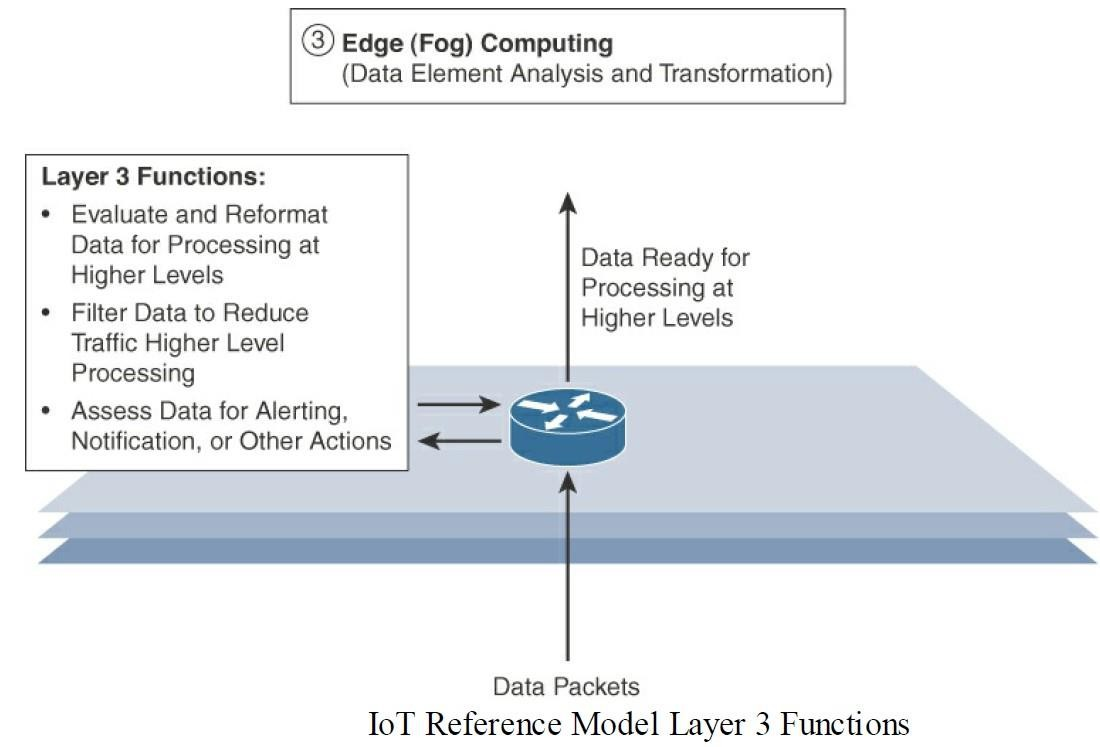 ③ Edge (Fog) Computing
(Data Element Analysis and Transformation)
Layer 3 Functions:
• Evaluate and Reformat
Data for Processing at
Higher Levels
• Filter Data to Reduce
Traffic Higher Level
Processing
• Assess Data for Alerting,
Notification, or Other Actions
Data Ready for
Processing at
Higher Levels
Data Packets
IoT Reference Model Layer 3 Functions